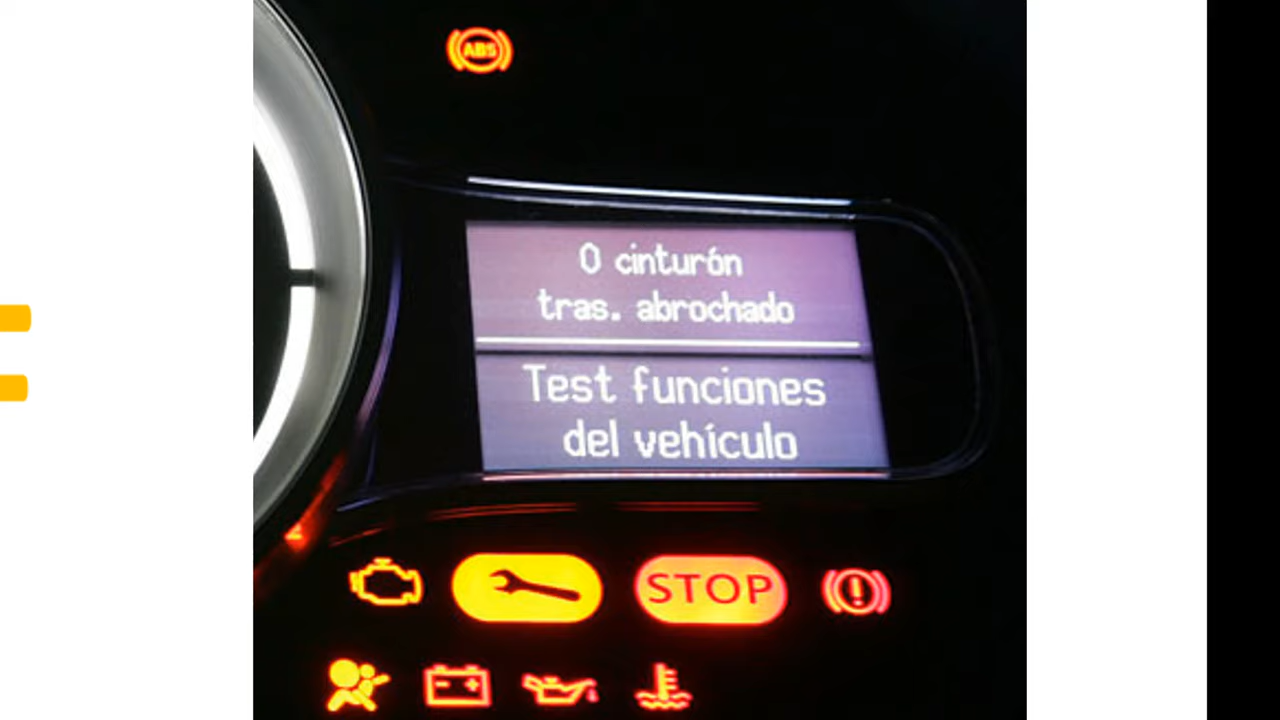 ABS
0 cinturón
tras. abrochado
Test funciones
del vehículo
STOP